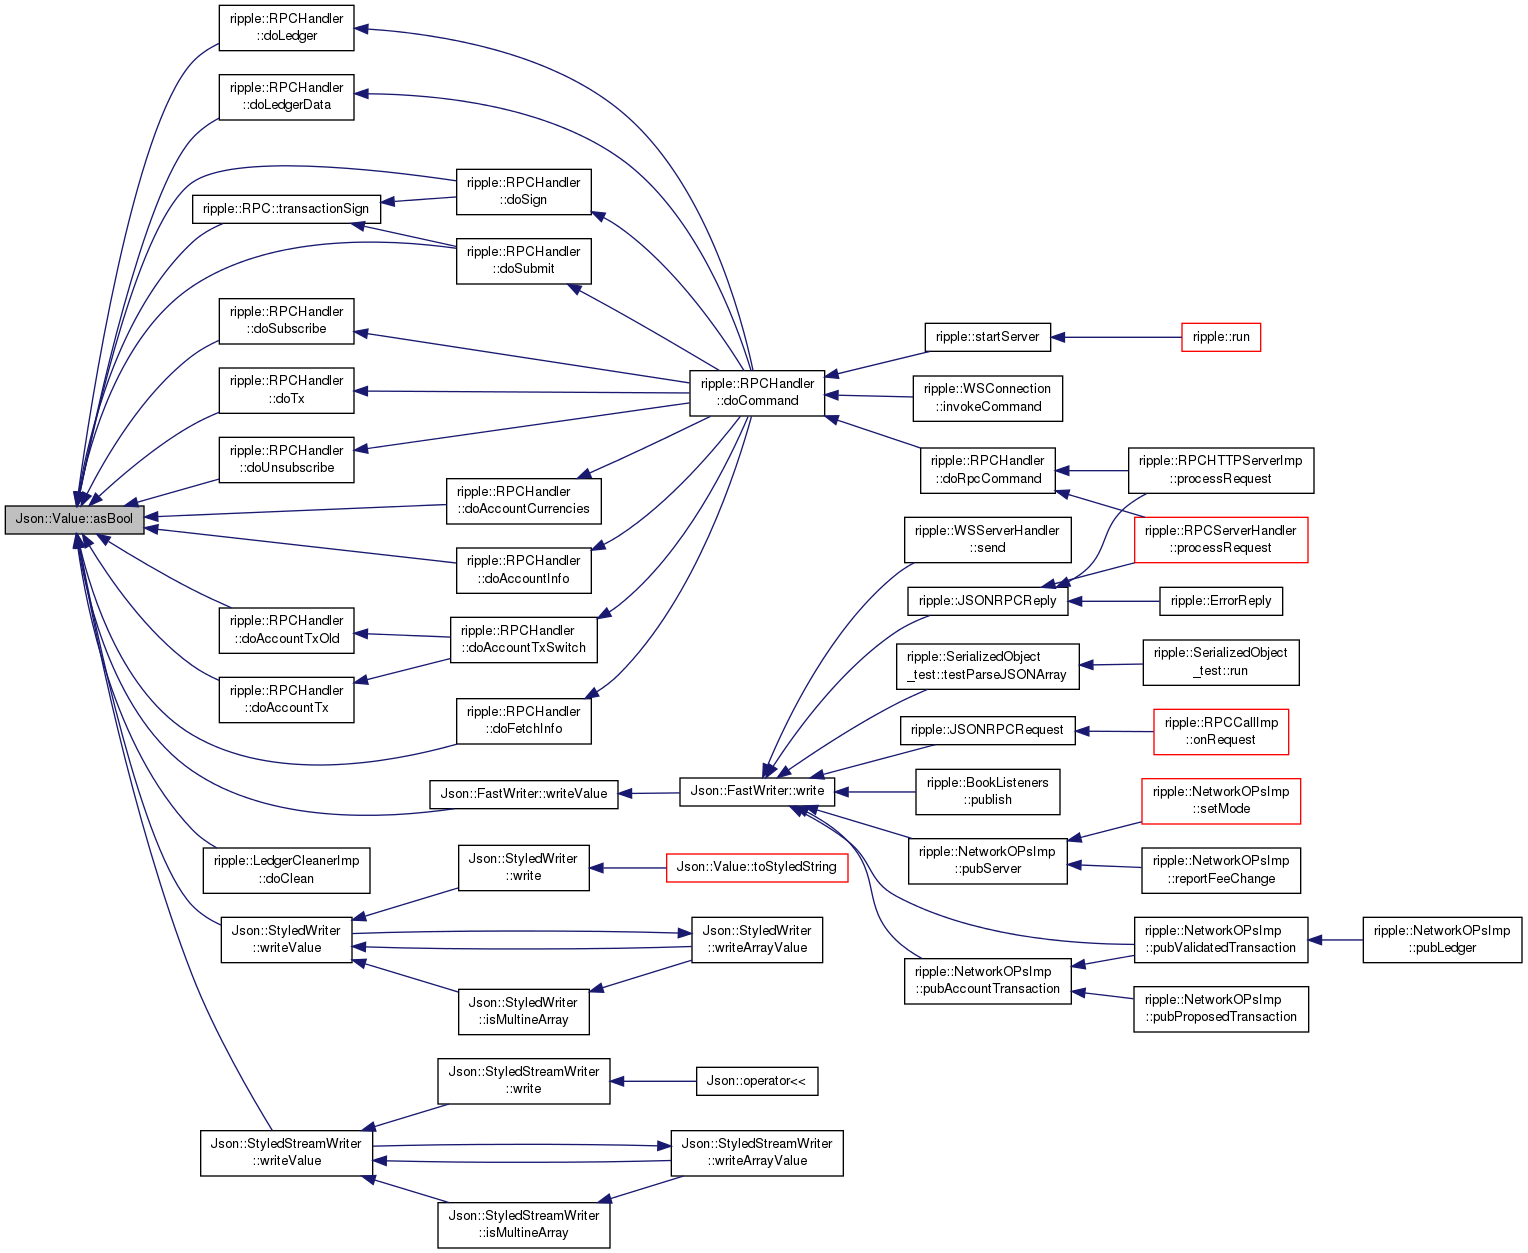 ripple::RPCHandler
::doLedger
ripple::RPCHandler
::doLedgerData
ripple::RPCHandler
::doSign
ripple::RPC::transactionSign
ripple::RPCHandler
::doSubmit
ripple::RPCHandler
::doSubscribe
ripple::RPCHandler
::doTx
ripple::RPCHandler
::doUnsubscribe
Json::Value::asBool
ripple::RPCHandler
::doAccountCurrencies
ripple::RPCHandler
::doAccountInfo
ripple::RPCHandler
::doAccountTxOld
ripple::RPCHandler
::doAccountTxSwitch
ripple::RPCHandler
::doAccountTx
ripple::RPCHandler
::doFetchInfo
Json::FastWriter::writeValue
ripple::LedgerCleanerImp
::doClean
Json::StyledWriter
::write
Json::StyledWriter
::writeValue
Json::StyledWriter
::isMultineArray
Json::StyledStreamWriter
::write
Json::StyledStreamWriter
::writeValue
Json::StyledStreamWriter
::isMultineArray
ripple::RPCHandler
::doCommand
Json::FastWriter::write
Json::Value::toStyledString
Json::StyledWriter
::writeArrayValue
Json::operator<<
Json::StyledStreamWriter
::writeArrayValue
ripple::startServer
ripple::WSConnection
::invokeCommand
ripple::RPCHandler
::doRpcCommand
ripple::WSServerHandler
::send
ripple::JSONRPCReply
ripple::SerializedObject
_test::testParseJSONArray
ripple::JSONRPCRequest
ripple::BookListeners
::publish
ripple::NetworkOPsImp
::pubServer
ripple::NetworkOPsImp
::pubAccountTransaction
ripple::run
ripple::RPCHTTPServerImp
::processRequest
ripple::RPCServerHandler
::processRequest
ripple::ErrorReply
ripple::SerializedObject
_test::run
ripple::RPCCallImp
::onRequest
ripple::NetworkOPsImp
::setMode
ripple::NetworkOPsImp
::reportFeeChange
ripple::NetworkOPsImp
::pubValidatedTransaction
ripple::NetworkOPsImp
::pubProposedTransaction
ripple::NetworkOPsImp
::pubLedger